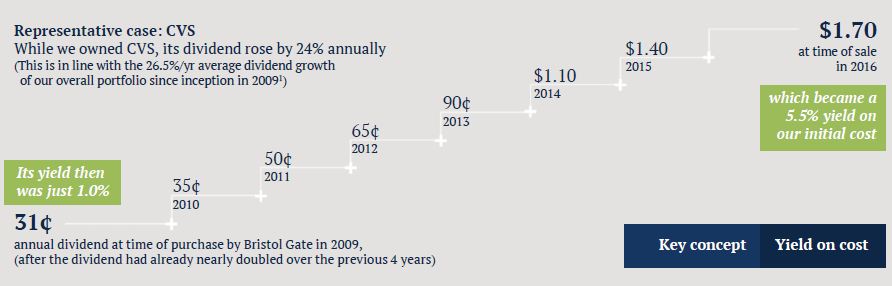 Representative case: CVS
While we owned CVS, its dividend rose by 24% annually
(This is in line with the 26.5%/yr average dividend growth
of our overall portfolio since inception in 2009¹)
$1.70
at time of sale
in 2016
which became a
5.5% yield on
our initial cost
$1.40
2015
$1.10
2014
90¢
2013
65¢
2012
50¢
2011
35¢
2010
Its yield then
was just 1.0%
31¢
annual dividend at time of purchase by Bristol Gate in 2009,
(after the dividend had already nearly doubled over the previous 4 years)
Key concept
Yield on cost